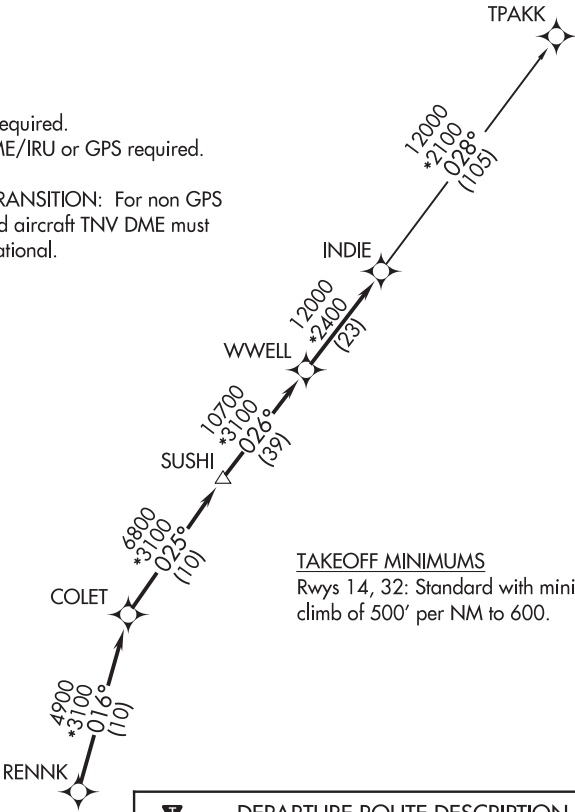 TPAKK
equired.
ME/IRU or GPS required.
RANSITION: For non GPS
d aircraft TNV DME must
ational.
12000
*2100
028°
(105)
INDIE
12000
*2400
(23)
WWELL
10700
*3100
026°
(39)
SUSHI
6800
*3100
025°
(10)
TAKEOFF MINIMUMS
Rwys 14, 32: Standard with mini
climb of 500' per NM to 600.
COLET
4900
*3100
016°
(10)
RENNK
T
DEPARTURE ROUTE DESCRIPTION